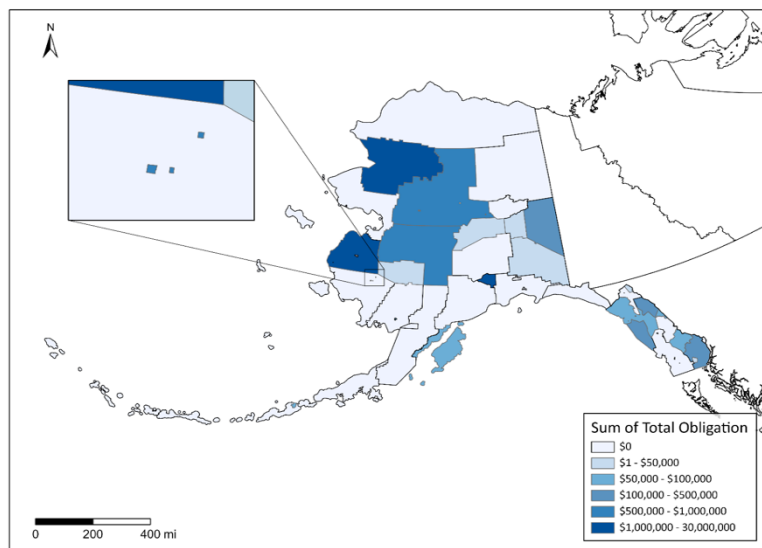 N
Sum of Total Obligation
$0
$1 - $50,000
$50,000 - $100,000
$100,000 - $500,000
$500,000 - $1,000,000
$1,000,000 - 30,000,000
0 200 400 mi